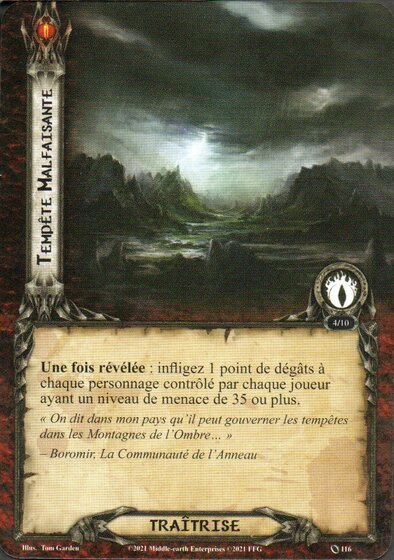 TEMPÊTE MALFAISANTE
4/10
Une fois révélée : infligez 1 point de dégâts à
chaque personnage contrôlé par chaque joueur
ayant un niveau de menace de 35 ou plus.
« On dit dans mon pays qu'il peut gouverner les tempêtes
dans les Montagnes de l'Ombre… »
– Boromir, La Communauté de l'Anneau
TRAÎTRISE
Illus. Tom Garden ©2021 Middle-earth Enterprises ©2021 FFG 116